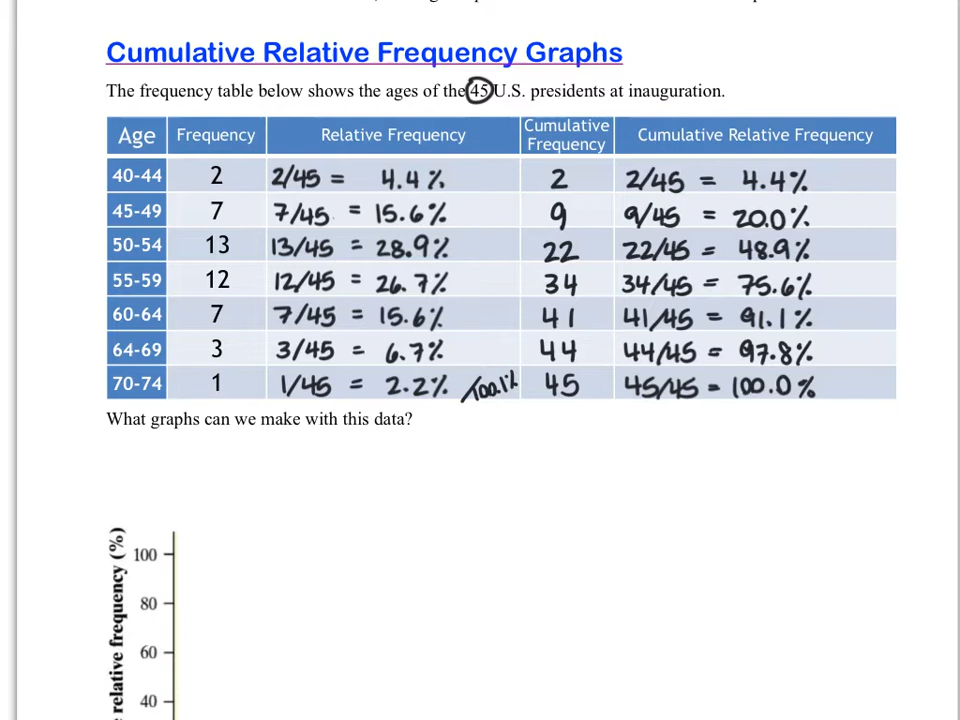 Cumulative Relative Frequency Graphs
The frequency table below shows the ages of the 45 U.S. presidents at inauguration.
Age Frequency Relative Frequency Cumulative Frequency Cumulative Relative Frequency
40-44 2 2/45 = 4.4% 2 2/45 = 4.4%
45-49 7 7/45 = 15.6% 9 9/45 = 20.0%
50-54 13 13/45 = 28.9% 22 22/45 = 48.9%
55-59 12 12/45 = 26.7% 34 34/45 = 75.6%
60-64 7 7/45 = 15.6% 41 41/45 = 91.1%
64-69 3 3/45 = 6.7% 44 44/45 = 97.8%
70-74 1 1/45 = 2.2% 100.1% 45 45/45 = 100.0%
What graphs can we make with this data?
relative frequency (%)
100
80
60
40